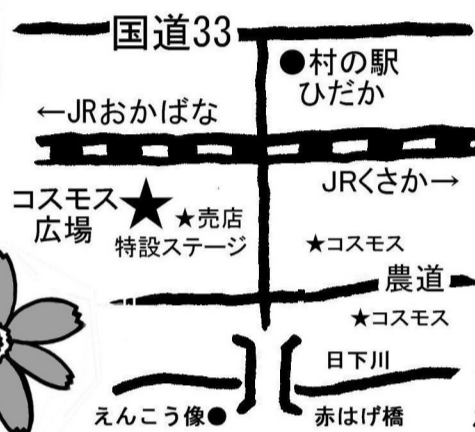 国道33
●村の駅
ひだか
←JRおかばな
JRくさか→
コスモス
広場
★売店
特設ステージ
★コスモス
農道
★コスモス
日下川
えんこう像●
赤はげ橋